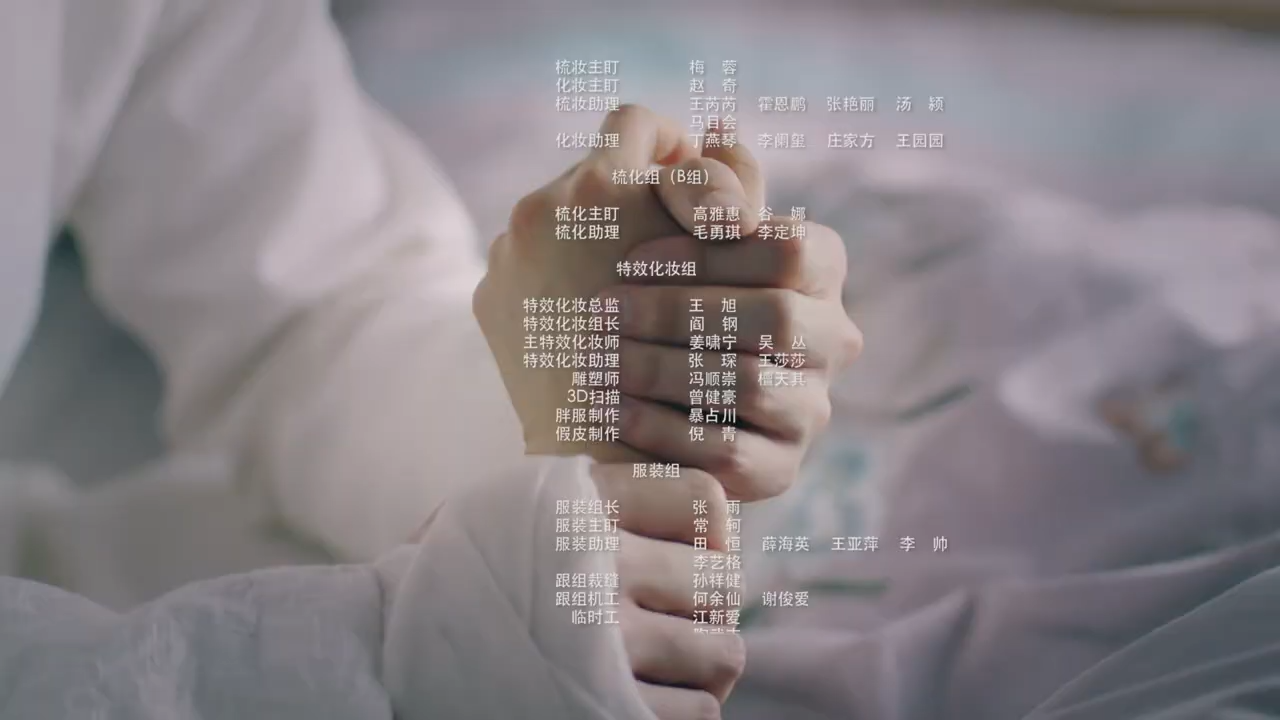 梳妆主盯 梅 蓉
化妆主盯 赵 奇
梳妆助理 王芮芮 霍恩鹏 张艳丽 汤 颍
马目会
化妆助理 丁燕琴 李阑玺 庄家方 王园园
梳化组（B组）
梳化主盯 高雅惠 谷 娜
梳化助理 毛勇琪 李定坤
特效化妆组
特效化妆总监 王 旭
特效化妆组长 阎 钢
主特效化妆师 姜啸宁 吴 丛
特效化妆助理 张 琛 王莎莎
雕塑师 冯顺崇 檀天其
3D扫描 曾健豪
胖服制作 暴占川
假皮制作 倪 青
服装组
服装组长 张 雨
服装主盯 常 轲
服装助理 田 恒 薛海英 王亚萍 李 帅
李艺格
跟组裁缝 孙祥健
跟组机工 何余仙 谢俊爱
临时工 江新爱